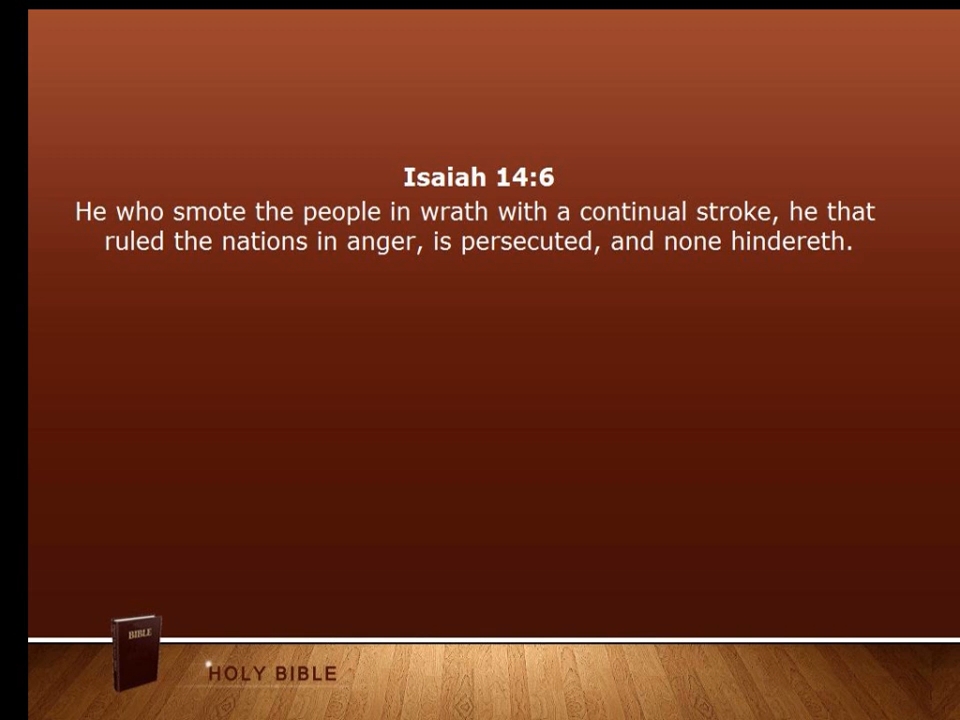 Isaiah 14:6
He who smote the people in wrath with a continual stroke, he that
ruled the nations in anger, is persecuted, and none hindereth.
BIBLE
HOLY BIBLE